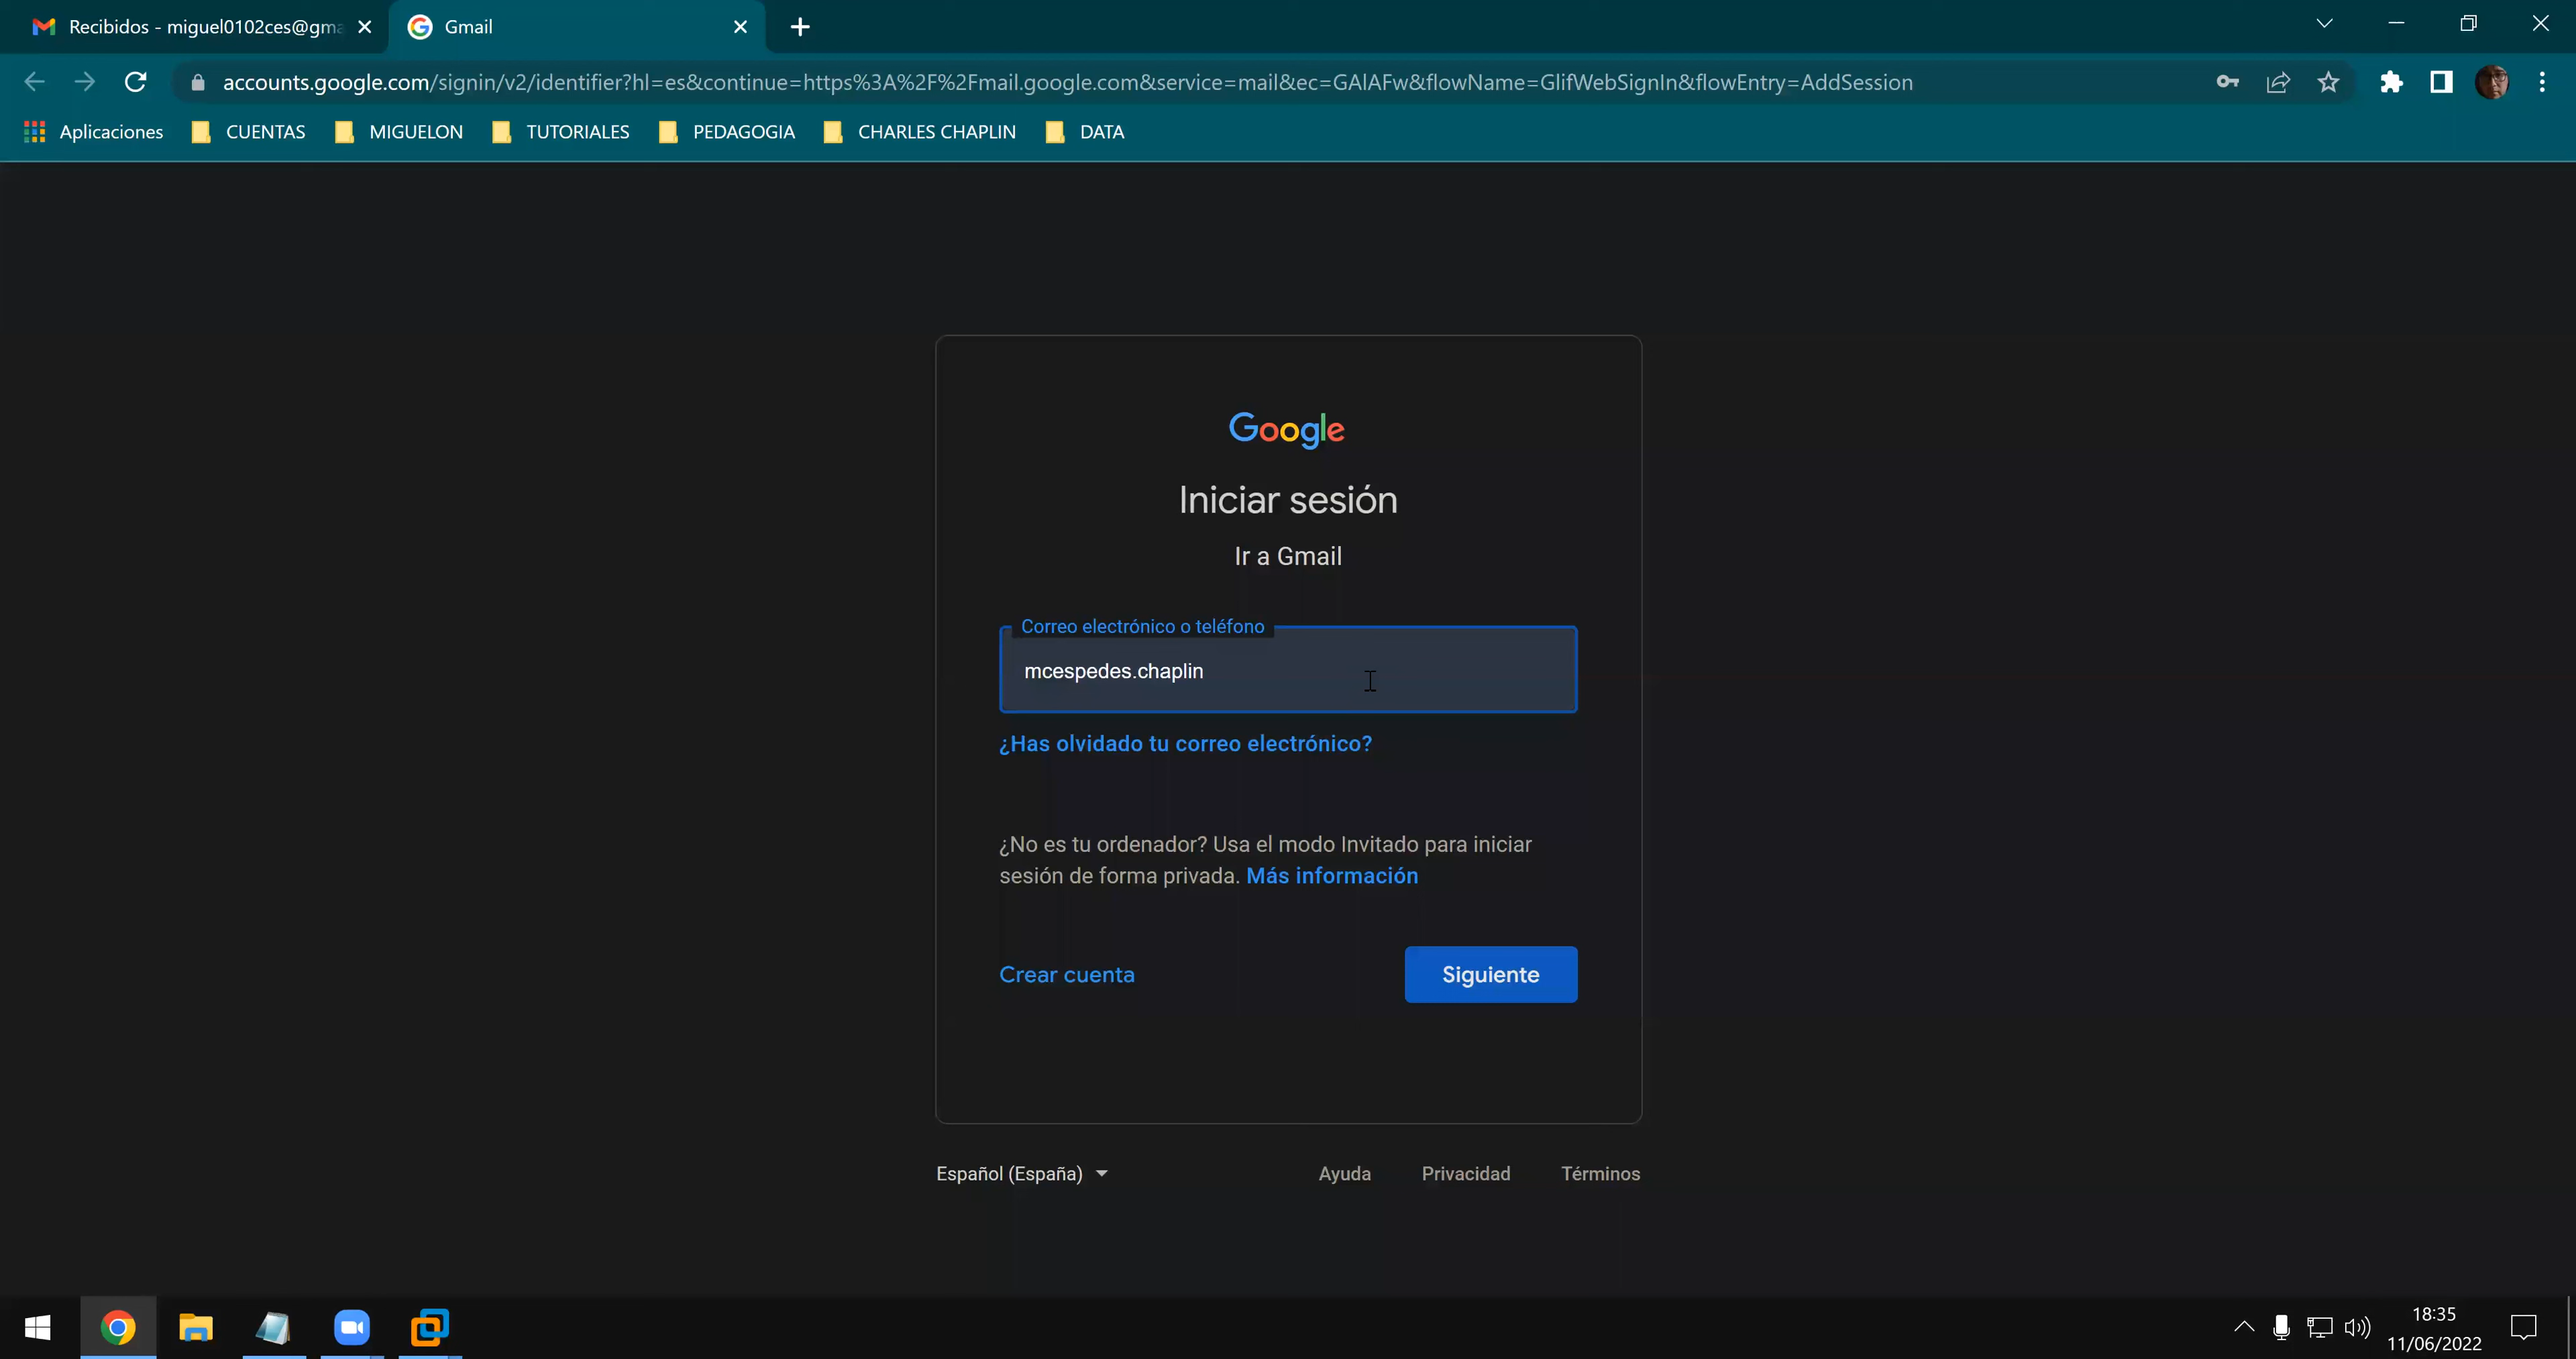 Recibidos - miguel0102ces@gma
Gmail
accounts.google.com/signin/v2/identifier?hl=es&continue=https%3A%2F%2Fmail.google.com&service=mail&ec=GAlAFw&flowName=GlifWebSignIn&flowEntry=AddSession
Aplicaciones CUENTAS MIGUELON TUTORIALES PEDAGOGIA CHARLES CHAPLIN DATA
Google
Iniciar sesión
Ir a Gmail
Correo electrónico o teléfono
mcespedes.chaplin
¿Has olvidado tu correo electrónico?
¿No es tu ordenador? Usa el modo Invitado para iniciar
sesión de forma privada. Más información
Crear cuenta Siguiente
Español (España) Ayuda Privacidad Términos
18:35
11/06/2022